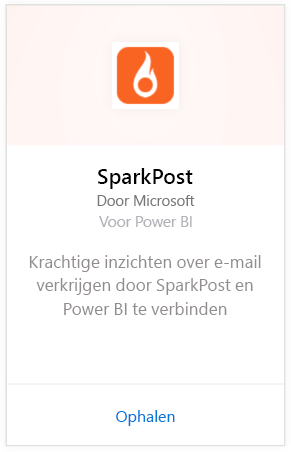 SparkPost
Door Microsoft
Voor Power BI
Krachtige inzichten over e-mail
verkrijgen door SparkPost en
Power BI te verbinden
Ophalen